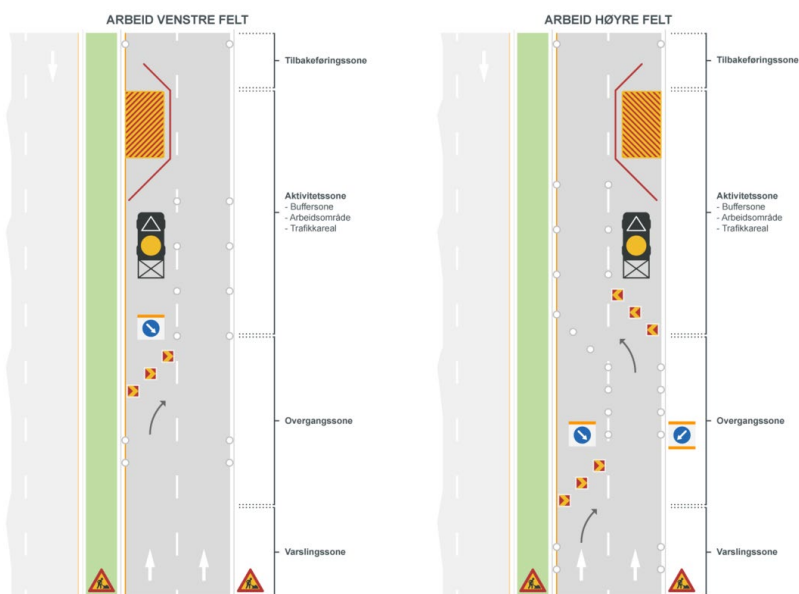 ARBEID VENSTRE FELT
Tilbakeføringssone
Aktivitetssone
- Buffersone
- Arbeidsområde
- Trafikkareal
Overgangssone
Varslingssone
ARBEID HØYRE FELT
Tilbakeføringssone
Aktivitetssone
- Buffersone
- Arbeidsområde
- Trafikkareal
Overgangssone
Varslingssone